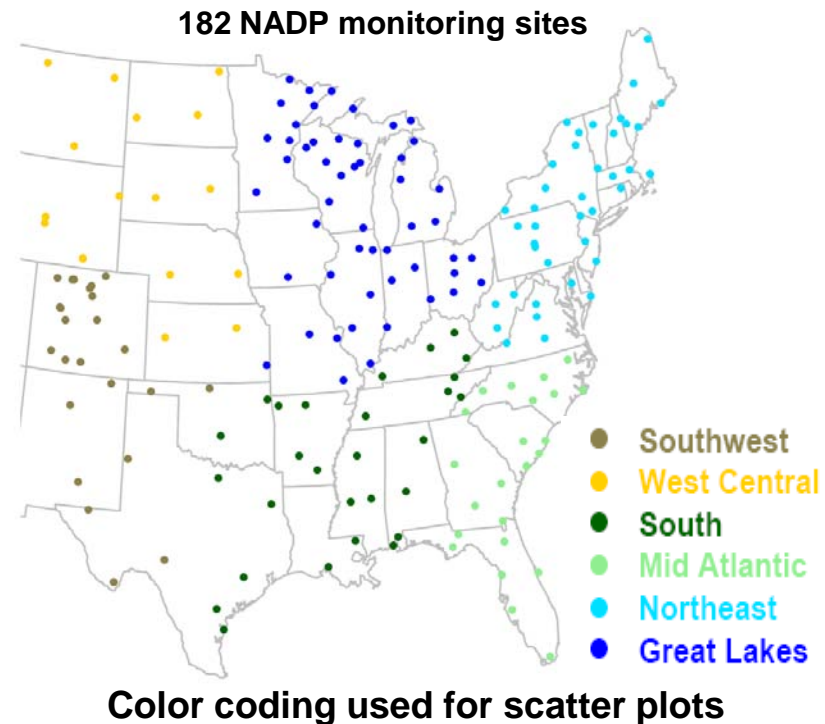 182 NADP monitoring sites
Southwest
West Central
South
Mid Atlantic
Northeast
Great Lakes
Color coding used for scatter plots